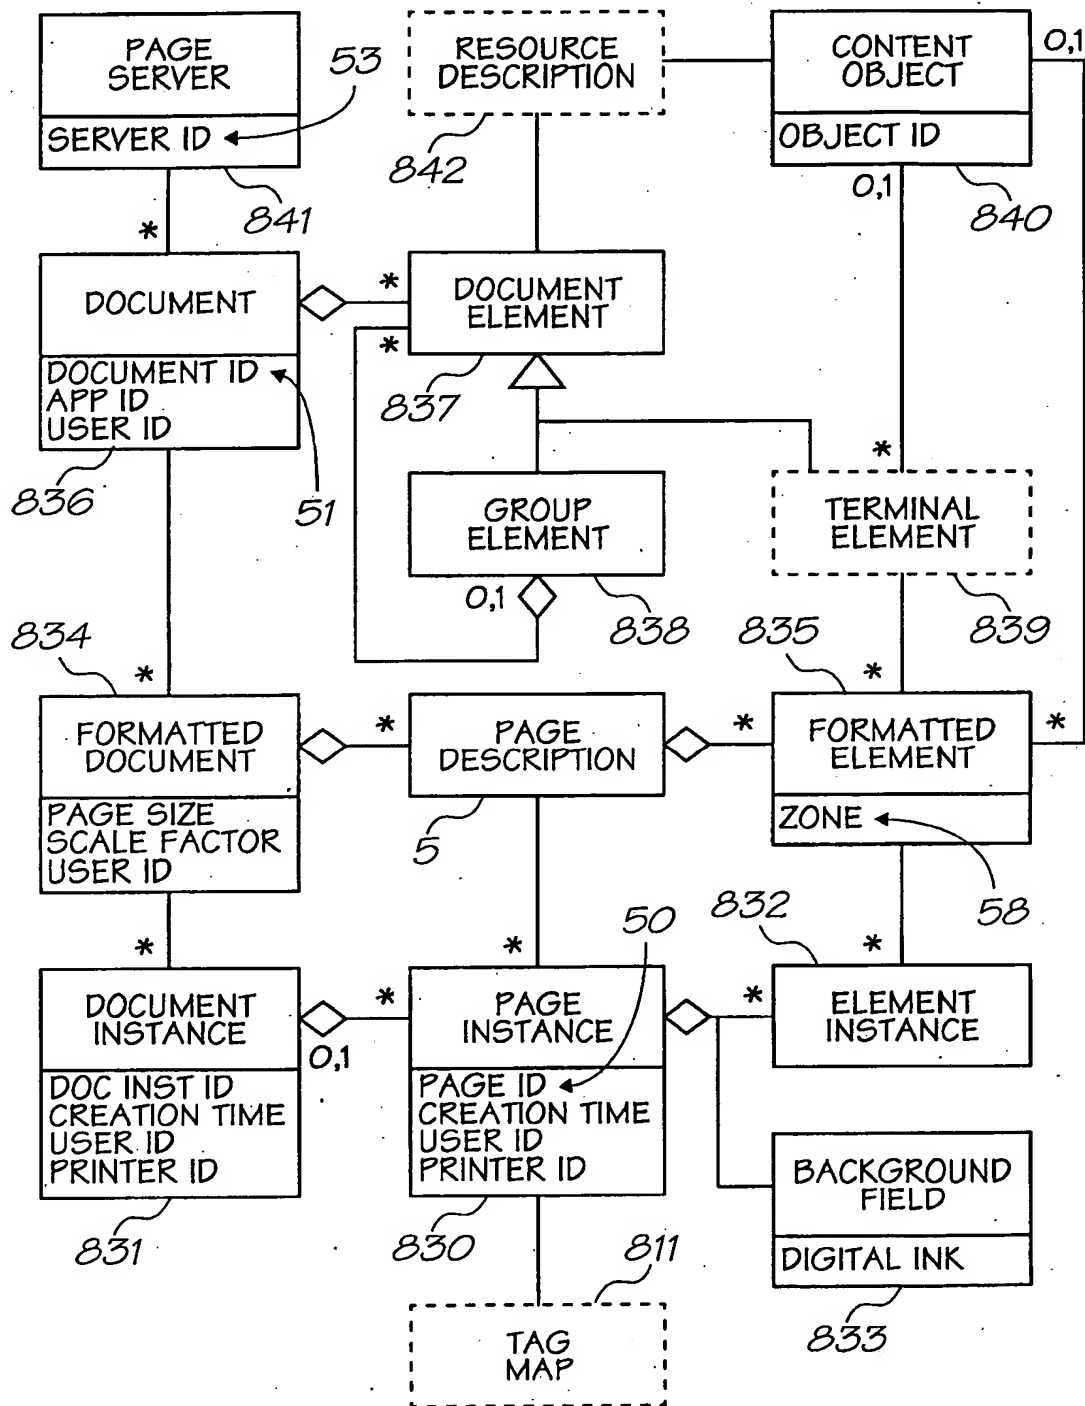 PAGE
SERVER
SERVER ID
53
841
RESOURCE
DESCRIPTION
842
CONTENT
OBJECT
OBJECT ID
0,1
0,1
840
*
DOCUMENT
DOCUMENT ID
APP ID
USER ID
836
51
*
*
DOCUMENT
ELEMENT
837
GROUP
ELEMENT
0,1
838
*
TERMINAL
ELEMENT
839
834
*
FORMATTED
DOCUMENT
PAGE SIZE
SCALE FACTOR
USER ID
*
PAGE
DESCRIPTION
5
835
*
*
*
FORMATTED
ELEMENT
ZONE
58
*
DOCUMENT
INSTANCE
0,1
DOC INST ID
CREATION TIME
USER ID
PRINTER ID
831
50
*
*
PAGE
INSTANCE
PAGE ID
CREATION TIME
USER ID
PRINTER ID
830
832
*
*
ELEMENT
INSTANCE
BACKGROUND
FIELD
DIGITAL INK
833
811
TAG
MAP